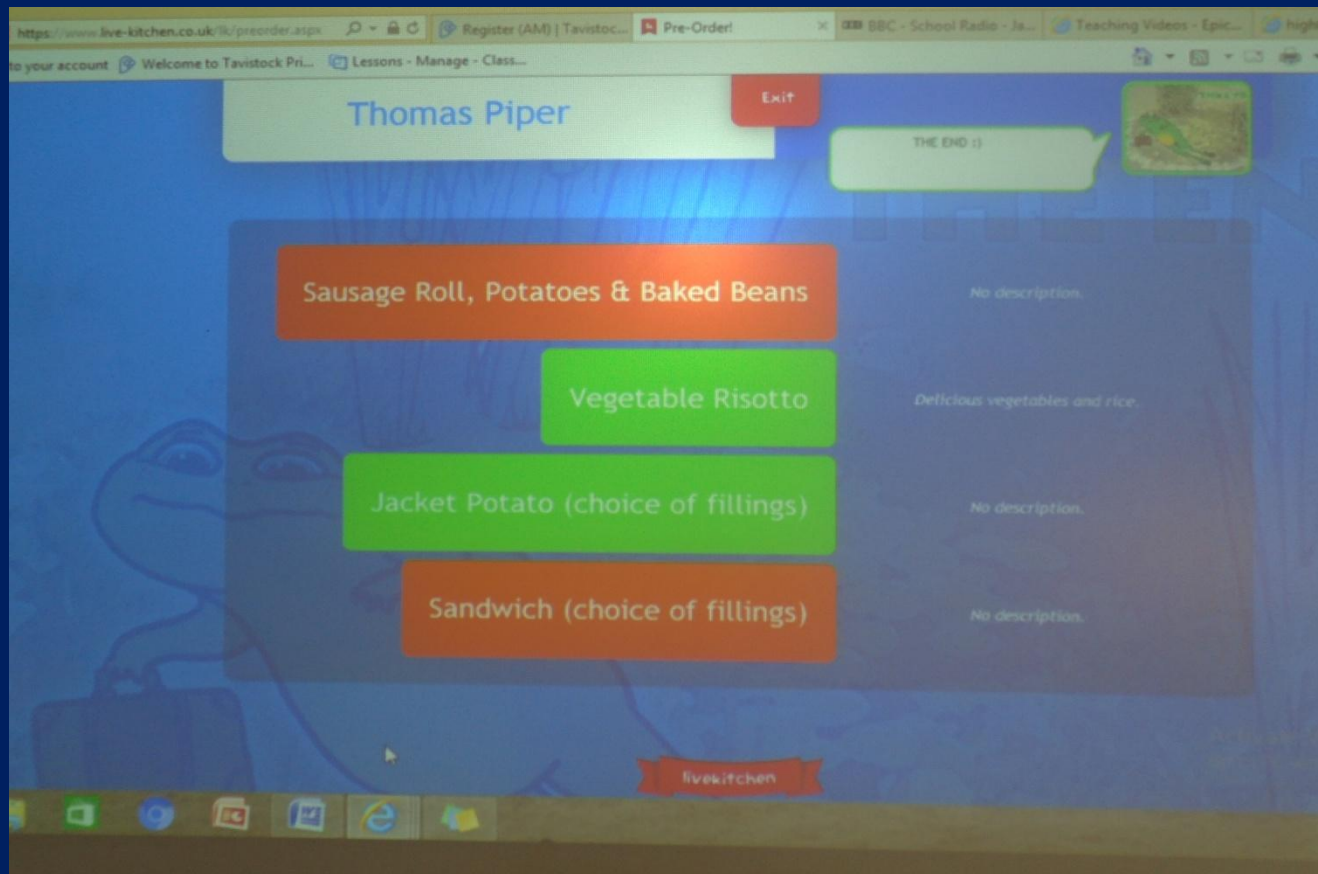 https://www.live-kitchen.co.uk/lk/preorder.aspx
Register (AM) | Tavistoc...
Pre-Order!
BBC - School Radio - Ja...
Teaching Videos - Epic...
high
to your account
Welcome to Tavistock Pri...
Lessons - Manage - Class...
Thomas Piper
Exit
THE END :)
THE EN
Sausage Roll, Potatoes & Baked Beans
No description.
Vegetable Risotto
Delicious vegetables and rice.
Jacket Potato (choice of fillings)
No description.
Sandwich (choice of fillings)
No description.
livekitchen